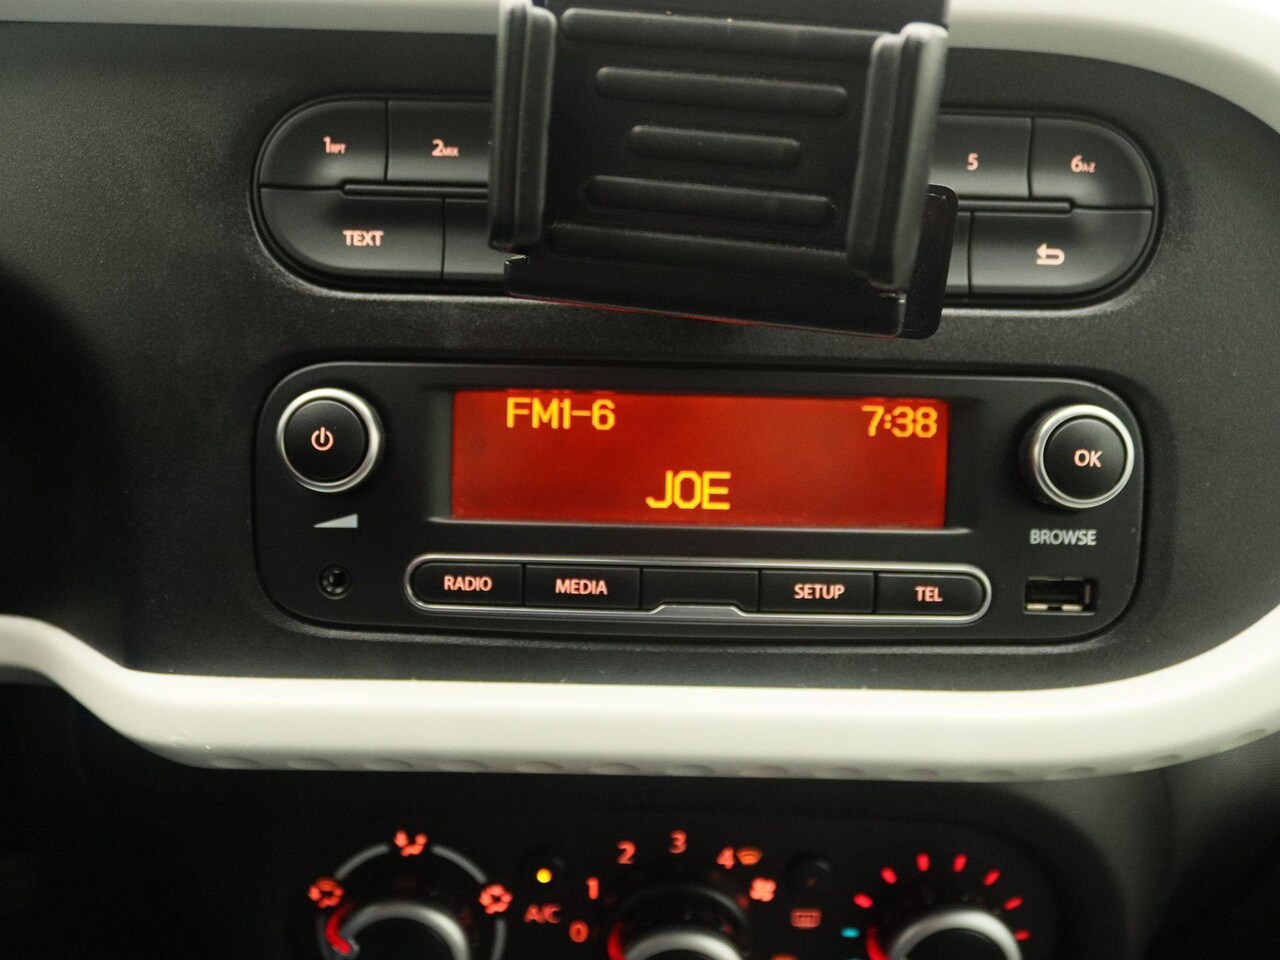 1RPT 2MIX 5 6A-Z
TEXT
FM1-6 7:38
JOE
OK
BROWSE
RADIO MEDIA SETUP TEL
0 1 2 3 4
A/C